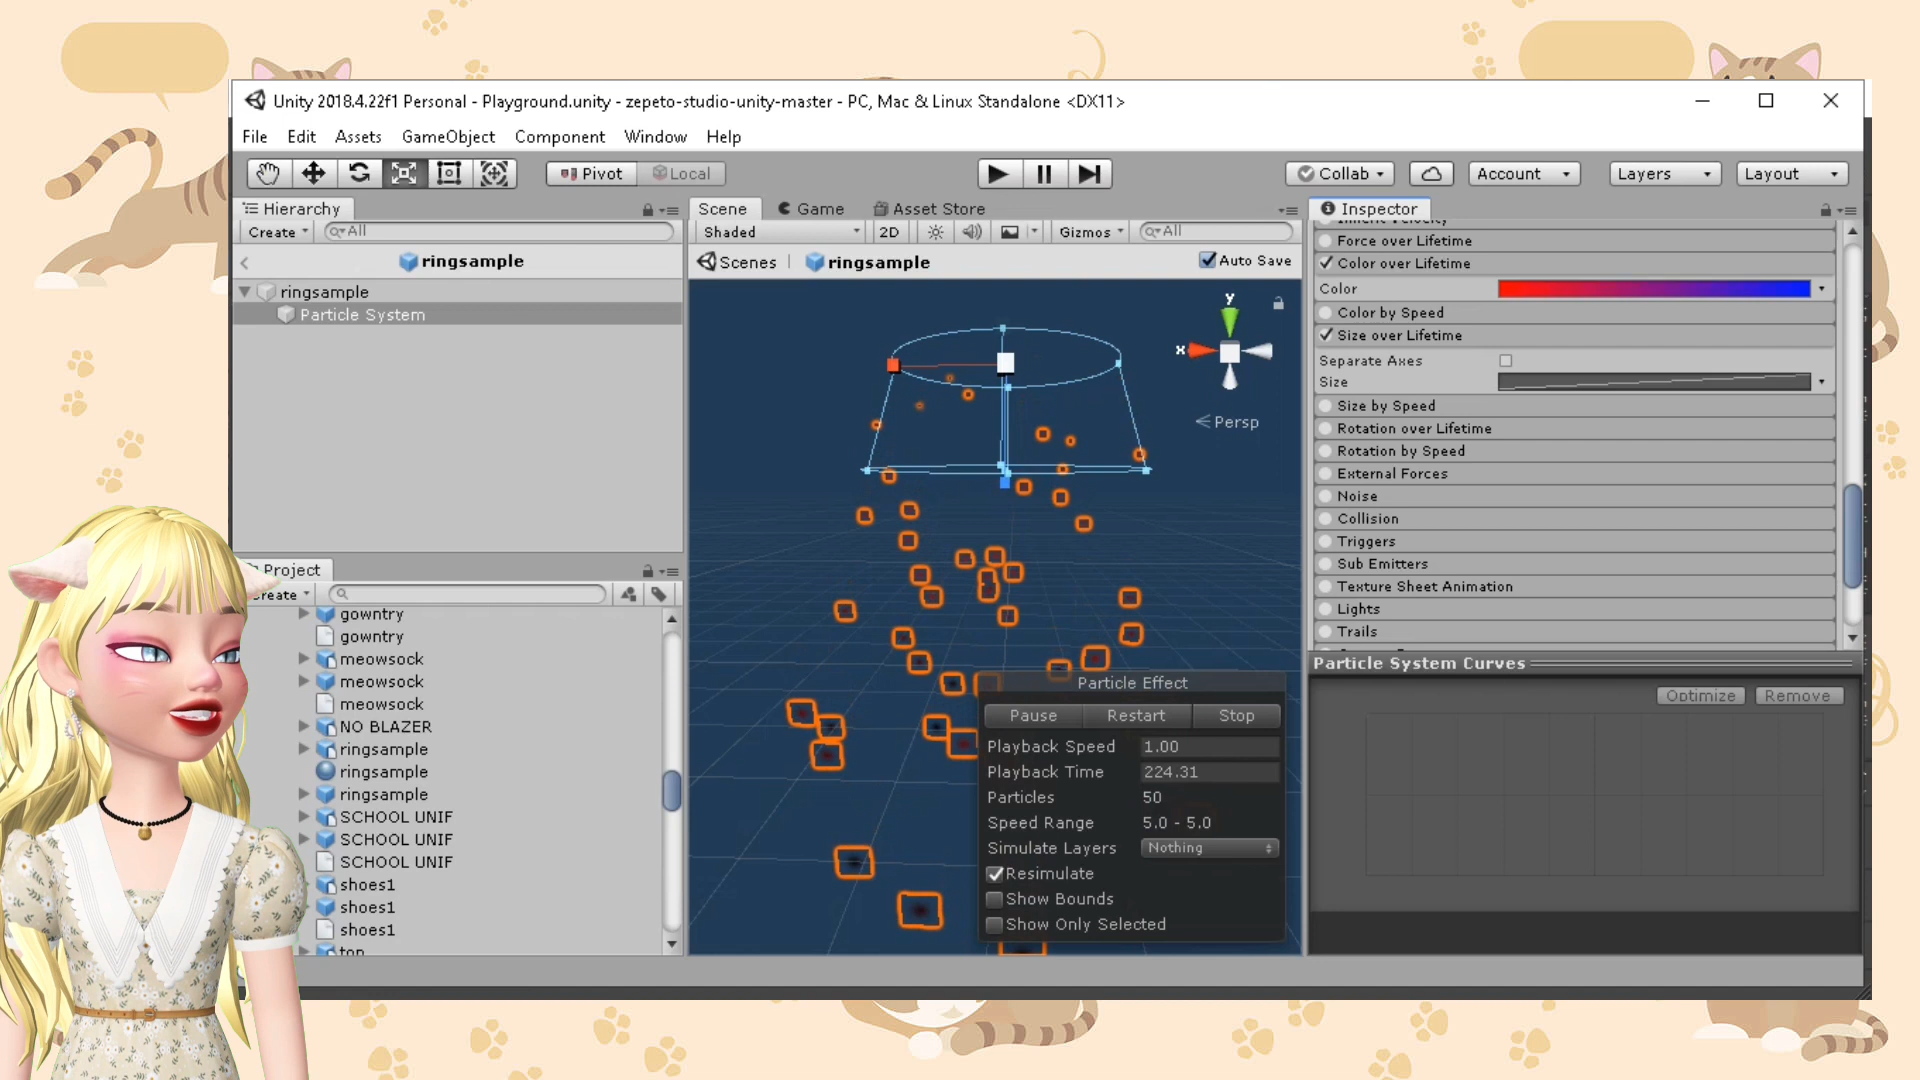 Unity 2018.4.22f1 Personal - Playground.unity - zepeto-studio-unity-master - PC, Mac & Linux Standalone <DX11>
File Edit Assets GameObject Component Window Help
Pivot Local Collab Account Layers Layout
Hierarchy
Create All
ringsample
ringsample
Particle System
Scene Game Asset Store
Shaded 2D Gizmos All
Scenes ringsample Auto Save
y
x
Persp
Particle Effect
Pause Restart Stop
Playback Speed 1.00
Playback Time 224.31
Particles 50
Speed Range 5.0 - 5.0
Simulate Layers Nothing
Resimulate
Show Bounds
Show Only Selected
Project
reate
gowntry
gowntry
meowsock
meowsock
meowsock
NO BLAZER
ringsample
ringsample
ringsample
SCHOOL UNIF
SCHOOL UNIF
SCHOOL UNIF
shoes1
shoes1
shoes1
top
Inspector
Inherit Velocity
Force over Lifetime
Color over Lifetime
Color
Color by Speed
Size over Lifetime
Separate Axes
Size
Size by Speed
Rotation over Lifetime
Rotation by Speed
External Forces
Noise
Collision
Triggers
Sub Emitters
Texture Sheet Animation
Lights
Trails
Particle System Curves
Optimize Remove